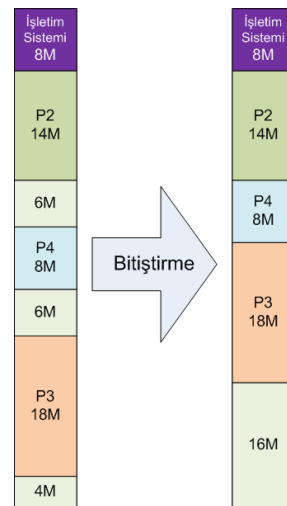 İşletim
Sistemi
8M
P2
14M
6M
P4
8M
6M
P3
18M
4M
Bitiştirme
İşletim
Sistemi
8M
P2
14M
P4
8M
P3
18M
16M